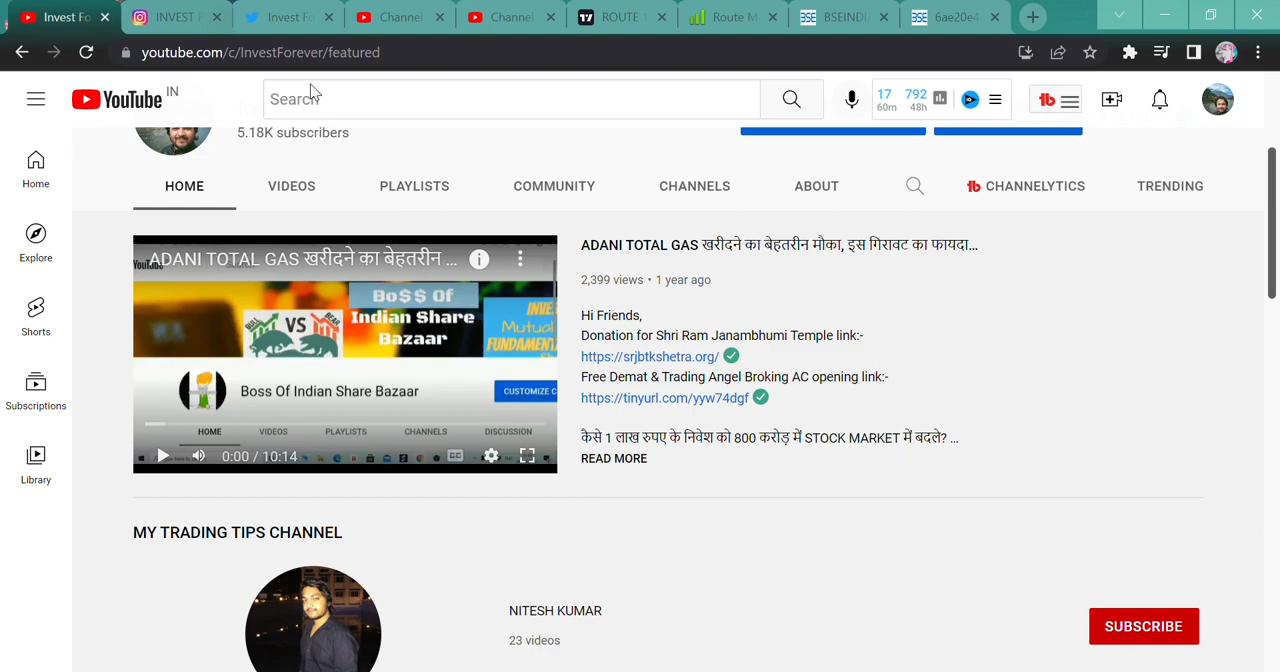 Invest Fo
INVEST F
Invest Fo
Channel
Channel
ROUTE 1
Route M
BSEINDI
6ae20e4
youtube.com/c/InvestForever/featured
YouTube IN
Search
17 60m 792 48h
5.18K subscribers
HOME VIDEOS PLAYLISTS COMMUNITY CHANNELS ABOUT CHANNELYTICS TRENDING
Home
Explore
Shorts
Subscriptions
Library
ADANI TOTAL GAS खरीदने का बेहतरीन ...
Bo$$ Of
Indian Share
Bazaar
VS
INVE
Mutual
FUNDAMENT
Boss Of Indian Share Bazaar
CUSTOMIZE C
HOME VIDEOS PLAYLISTS CHANNELS DISCUSSION
0:00 / 10:14
ADANI TOTAL GAS खरीदने का बेहतरीन मौका, इस गिरावट का फायदा...
2,399 views • 1 year ago
Hi Friends,
Donation for Shri Ram Janambhumi Temple link:-
https://srjbtkshetra.org/
Free Demat & Trading Angel Broking AC opening link:-
https://tinyurl.com/yyw74dgf
कैसे 1 लाख रुपए के निवेश को 800 करोड़ में STOCK MARKET में बदले? ...
READ MORE
MY TRADING TIPS CHANNEL
NITESH KUMAR
23 videos
SUBSCRIBE